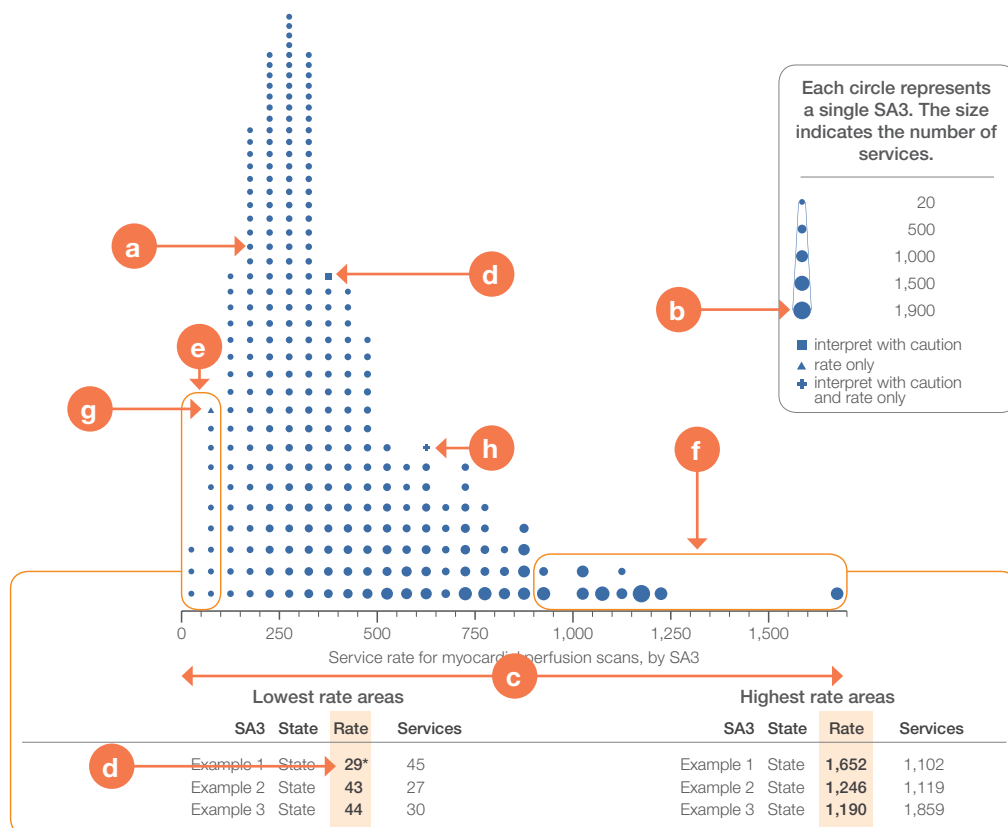 Each circle represents
a single SA3. The size
indicates the number of
services.
20
500
1,000
1,500
1,900
interpret with caution
rate only
interpret with caution
and rate only
a
d
b
e
g
h
f
0 250 500 750 1,000 1,250 1,500
Service rate for myocardial perfusion scans, by SA3
c
Lowest rate areas
SA3 State Rate Services
Example 1 State 29* 45
Example 2 State 43 27
Example 3 State 44 30
d
Highest rate areas
SA3 State Rate Services
Example 1 State 1,652 1,102
Example 2 State 1,246 1,119
Example 3 State 1,190 1,859